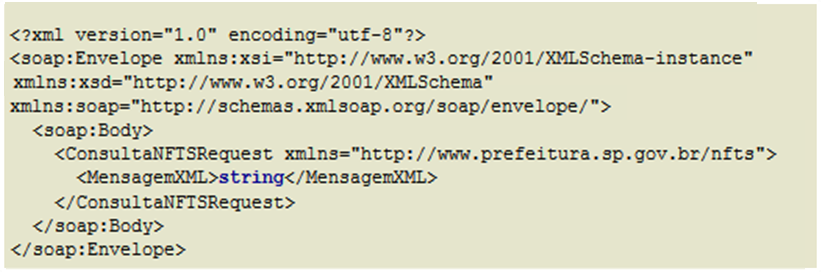 <?xml version="1.0" encoding="utf-8"?>
<soap:Envelope xmlns:xsi="http://www.w3.org/2001/XMLSchema-instance"
xmlns:xsd="http://www.w3.org/2001/XMLSchema"
xmlns:soap="http://schemas.xmlsoap.org/soap/envelope/">
  <soap:Body>
    <ConsultaNFTSRequest xmlns="http://www.prefeitura.sp.gov.br/nfts">
      <MensagemXML>string</MensagemXML>
    </ConsultaNFTSRequest>
  </soap:Body>
</soap:Envelope>